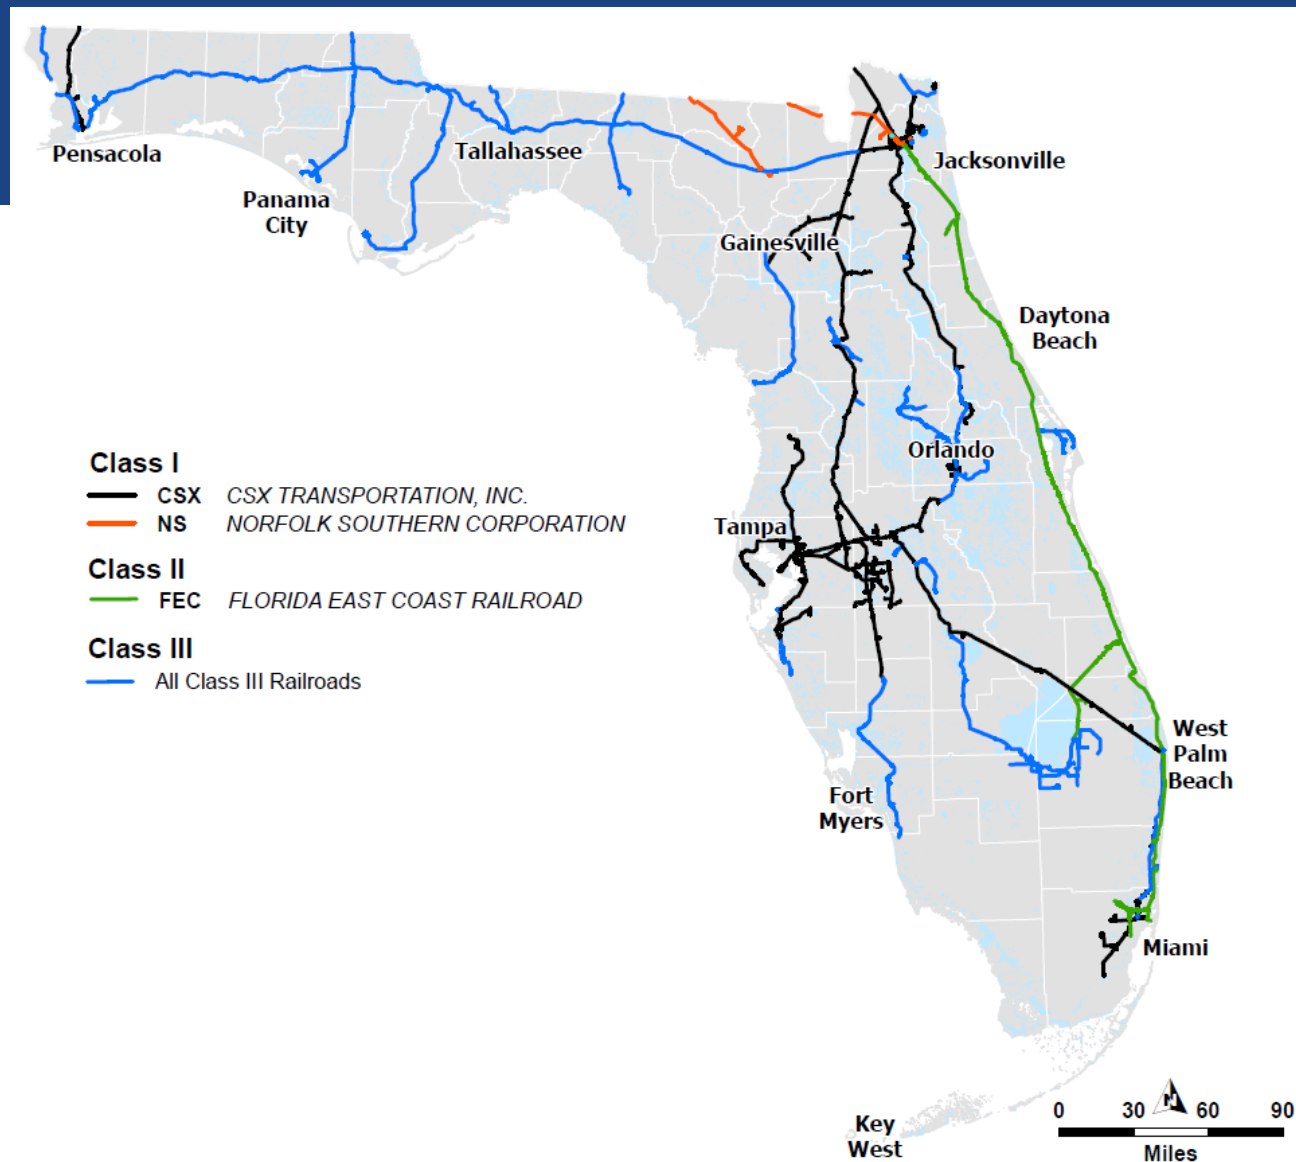 Pensacola
Panama
City
Tallahassee
Jacksonville
Gainesville
Daytona
Beach
Orlando
Tampa
Class I
CSX CSX TRANSPORTATION, INC.
NS NORFOLK SOUTHERN CORPORATION
Class II
FEC FLORIDA EAST COAST RAILROAD
Class III
All Class III Railroads
West
Palm
Beach
Fort
Myers
Miami
Key
West
N
0 30 60 90
Miles